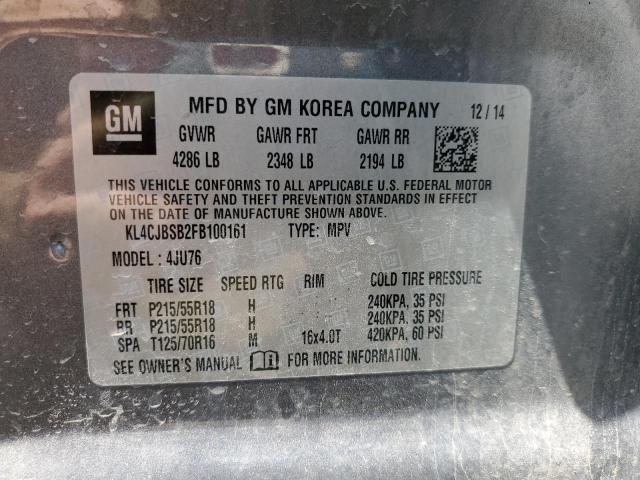 GM
MFD BY GM KOREA COMPANY 12/14
GVWR GAWR FRT GAWR RR
4286 LB 2348 LB 2194 LB
THIS VEHICLE CONFORMS TO ALL APPLICABLE U.S. FEDERAL MOTOR
VEHICLE SAFETY AND THEFT PREVENTION STANDARDS IN EFFECT
ON THE DATE OF MANUFACTURE SHOWN ABOVE.
KL4CJBSB2FB100161 TYPE: MPV
MODEL: 4JU76
TIRE SIZE SPEED RTG RIM COLD TIRE PRESSURE
FRT P215/55R18 H 240KPA, 35 PSI
RR P215/55R18 H 240KPA, 35 PSI
SPA T125/70R16 M 16x4.0T 420KPA, 60 PSI
SEE OWNER'S MANUAL FOR MORE INFORMATION.